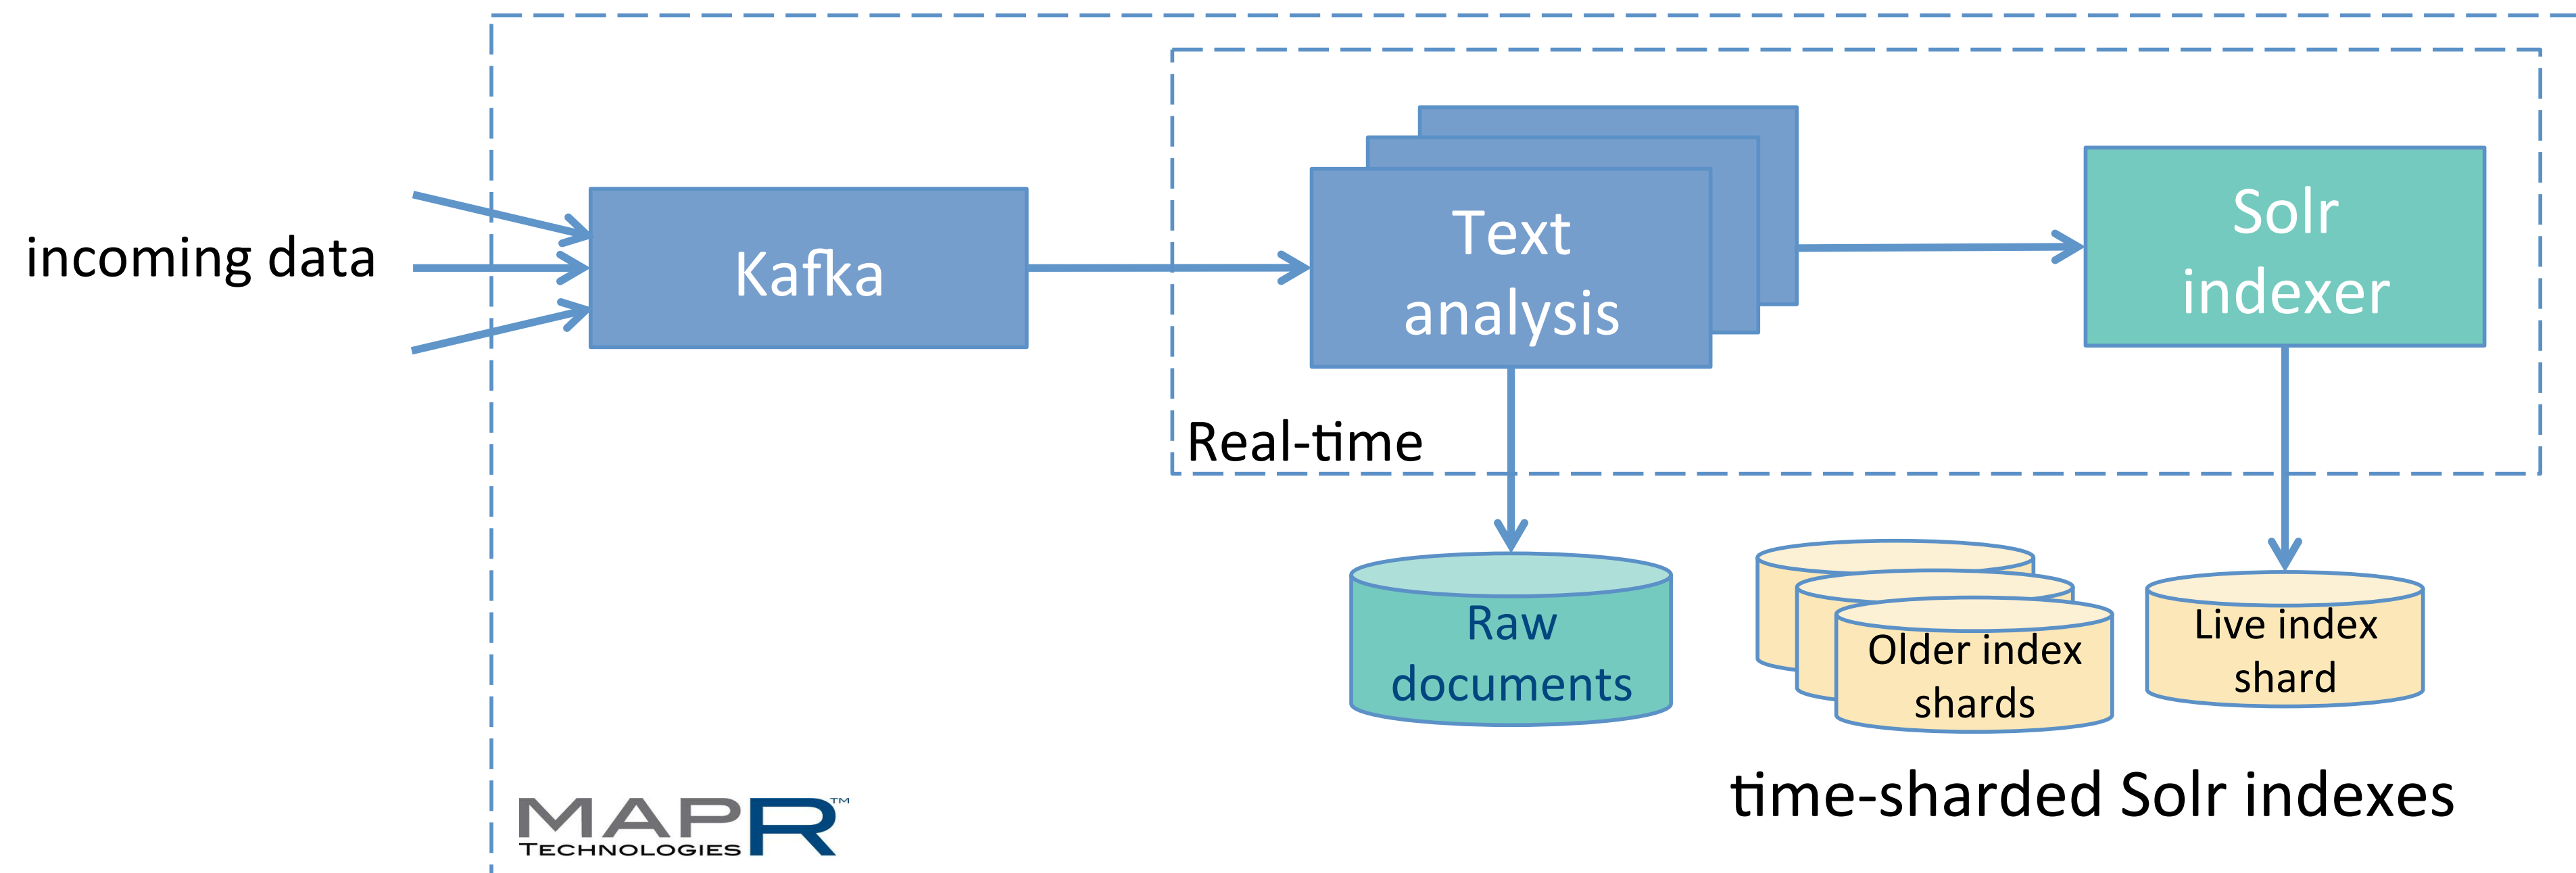 incoming data
Kafka
Text
analysis
Solr
indexer
Real-time
Raw
documents
Older index
shards
Live index
shard
time-sharded Solr indexes
MAPR™
TECHNOLOGIES